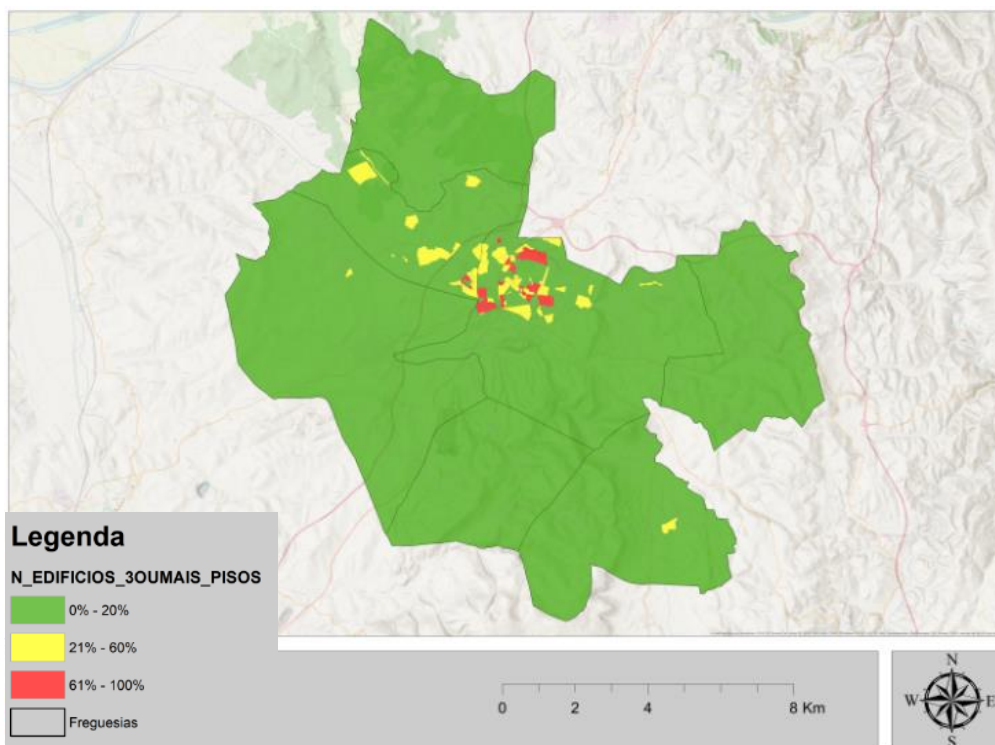 Legenda
N_EDIFICIOS_3OUMAIS_PISOS
0% - 20%
21% - 60%
61% - 100%
Freguesias
0 2 4 8 Km
N
W E
S